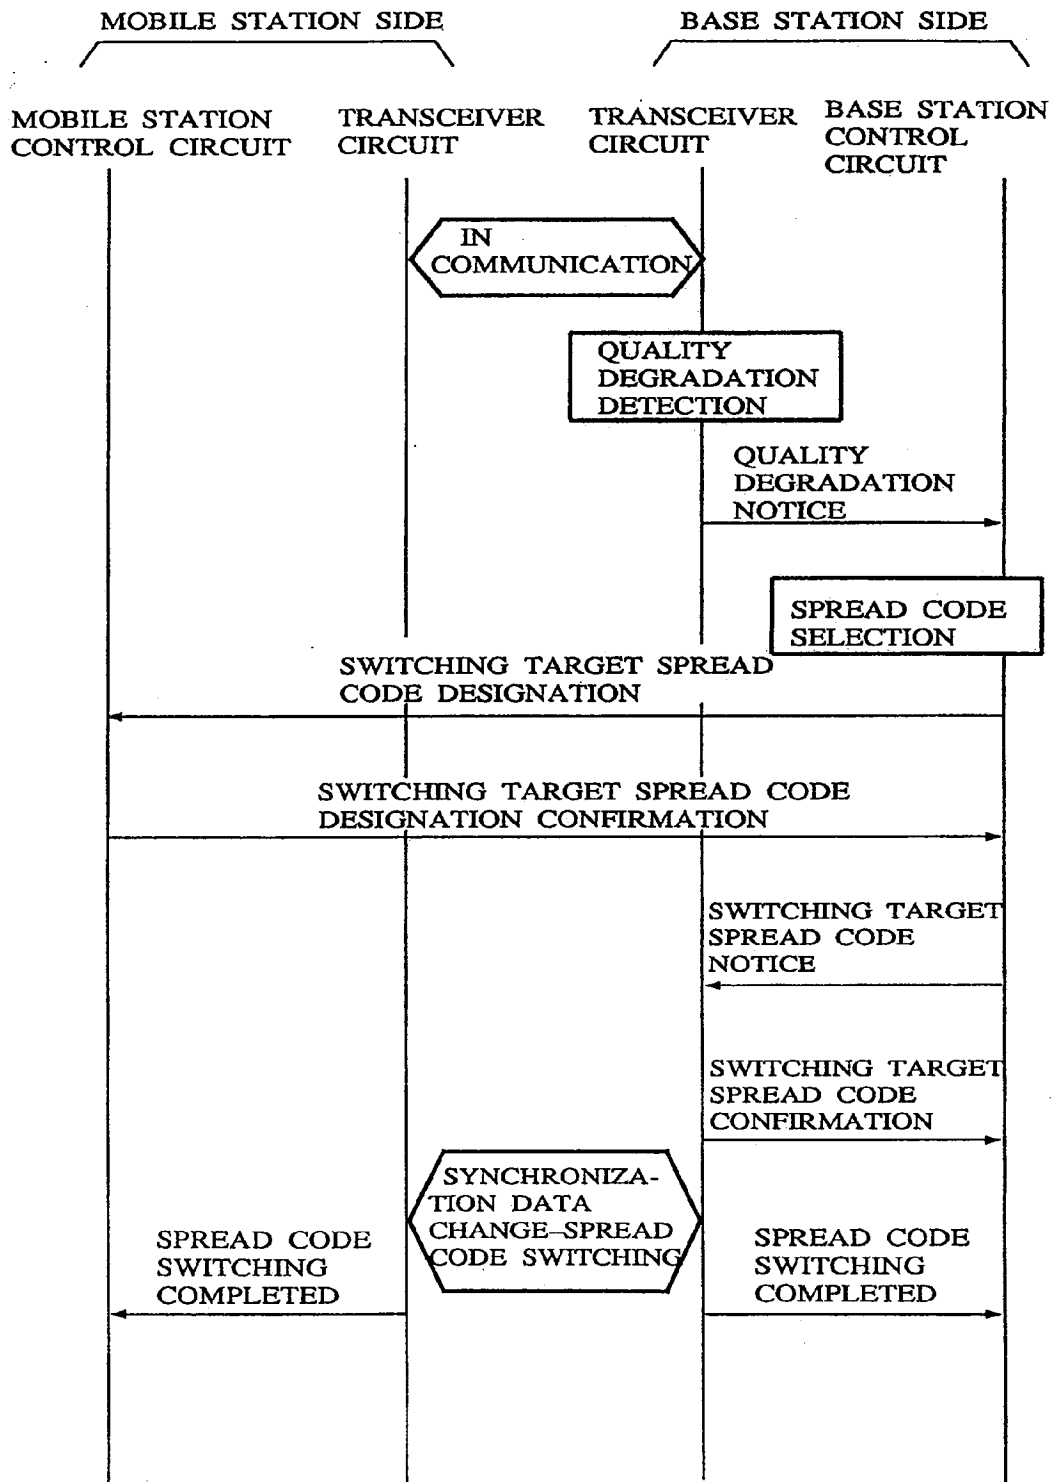 MOBILE STATION SIDE
BASE STATION SIDE
MOBILE STATION
CONTROL CIRCUIT
TRANSCEIVER
CIRCUIT
TRANSCEIVER
CIRCUIT
BASE STATION
CONTROL
CIRCUIT
IN
COMMUNICATION
QUALITY
DEGRADATION
DETECTION
QUALITY
DEGRADATION
NOTICE
SPREAD CODE
SELECTION
SWITCHING TARGET SPREAD
CODE DESIGNATION
SWITCHING TARGET SPREAD CODE
DESIGNATION CONFIRMATION
SWITCHING TARGET
SPREAD CODE
NOTICE
SWITCHING TARGET
SPREAD CODE
CONFIRMATION
SYNCHRONIZA-
TION DATA
CHANGE–SPREAD
CODE SWITCHING
SPREAD CODE
SWITCHING
COMPLETED
SPREAD CODE
SWITCHING
COMPLETED